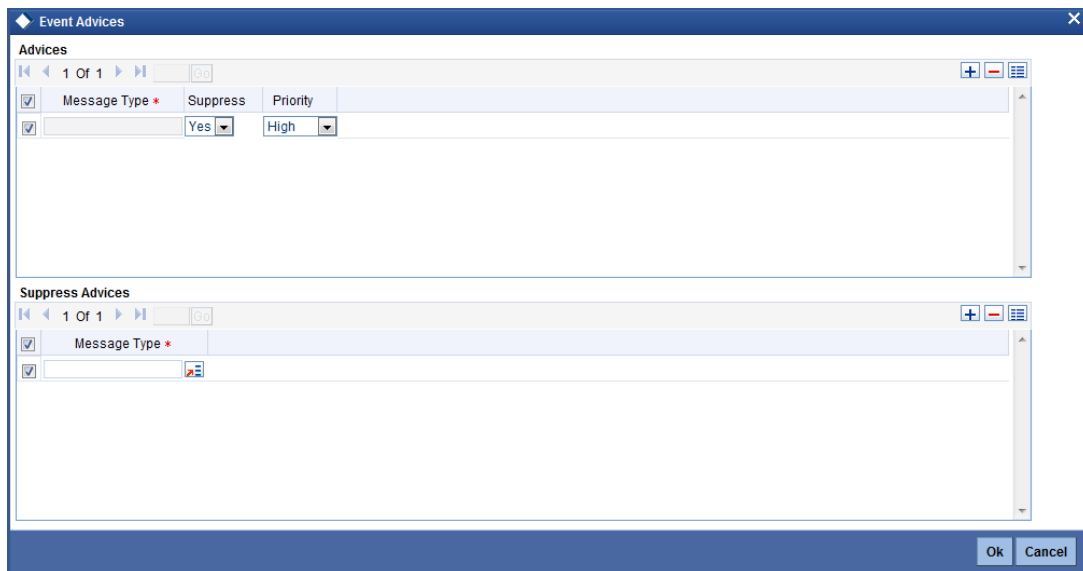 Event Advices
Advices
1 Of 1 Go
Message Type * Suppress Priority
Yes High
Suppress Advices
1 Of 1 Go
Message Type *
Ok Cancel